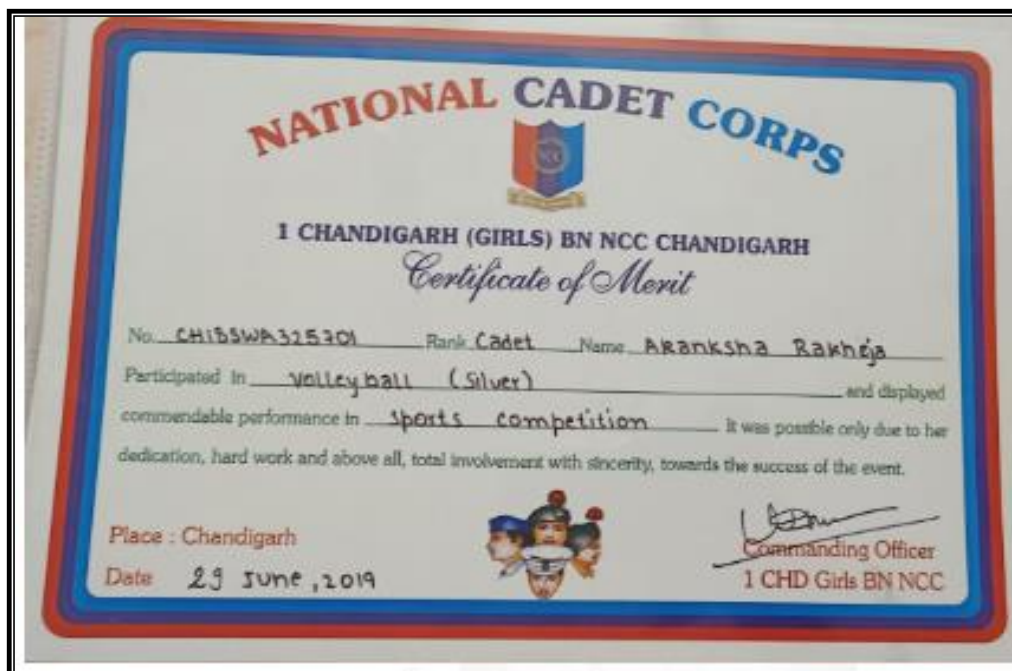 NATIONAL CADET CORPS
NCC
1 CHANDIGARH (GIRLS) BN NCC CHANDIGARH
Certificate of Merit
No. CHISSWA325701 Rank Cadet Name Akanksha Rakheja
Participated in volleyball (Silver) and displayed
commendable performance in sports competition It was possible only due to her
dedication, hard work and above all, total involvement with sincerity, towards the success of the event.
Place : Chandigarh
Date 29 June, 2019
Commanding Officer
1 CHD Girls BN NCC